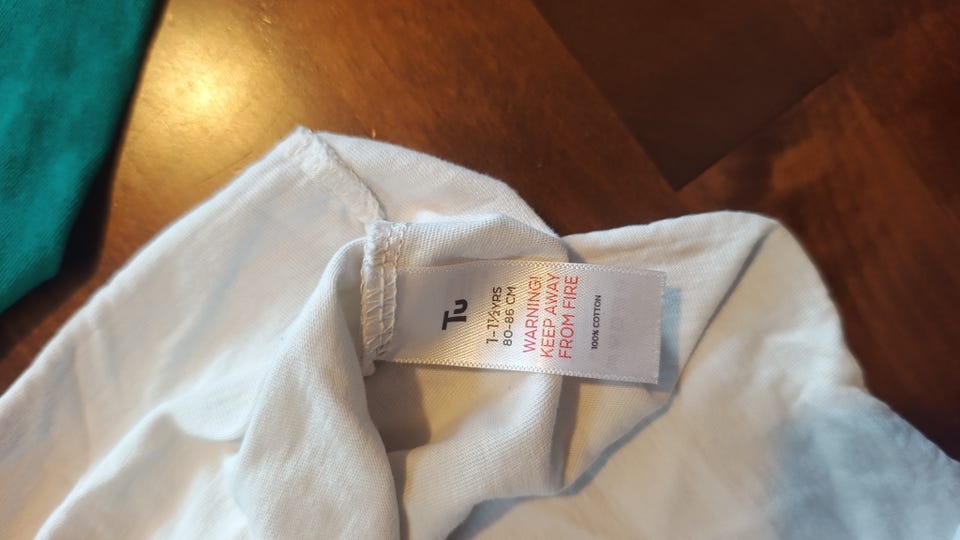 Tu
1-1½YRS
80-86 CM
WARNING!
KEEP AWAY
FROM FIRE
100% COTTON